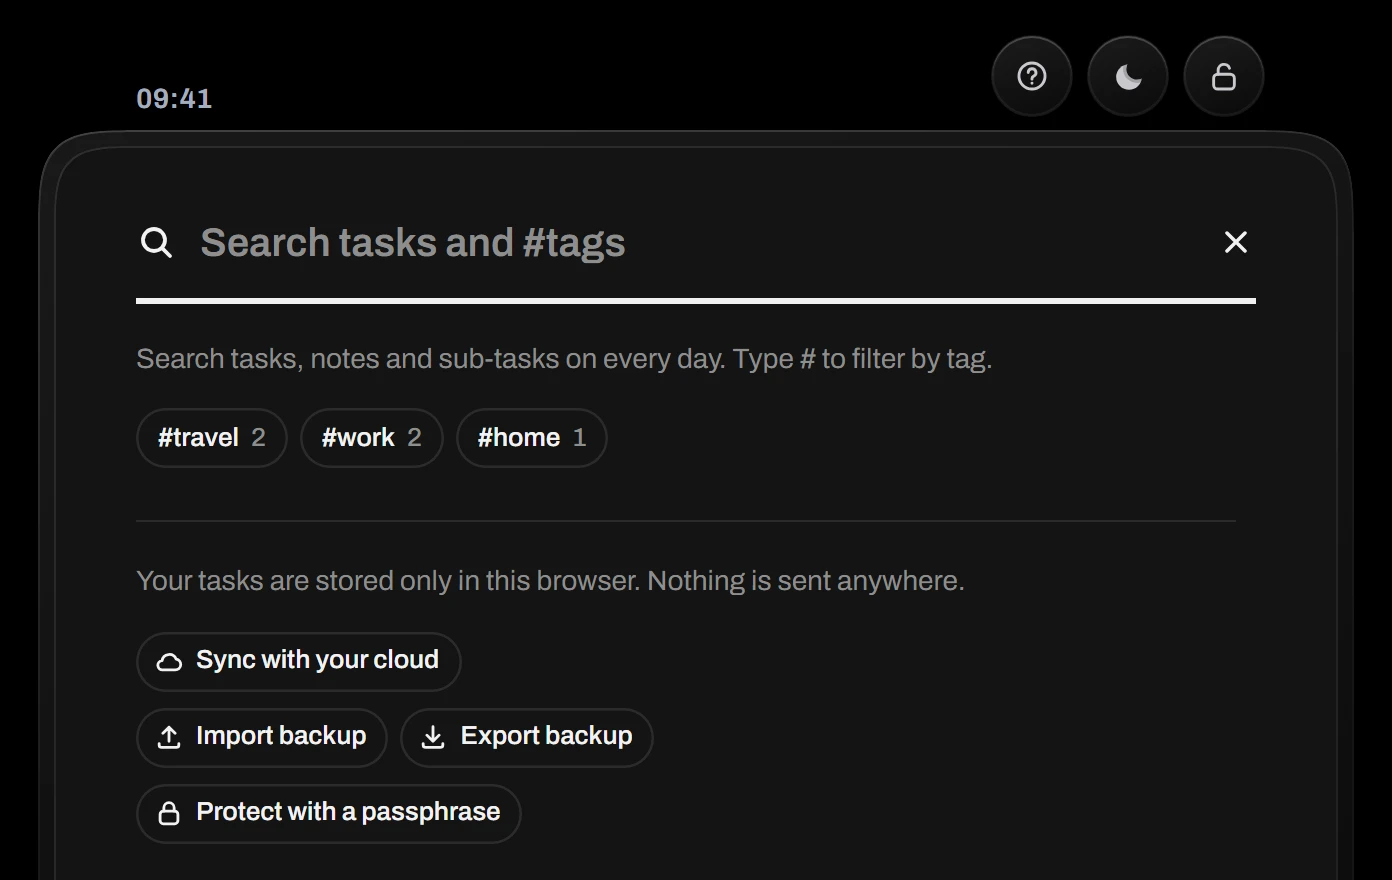 09:41
Search tasks and #tags
Search tasks, notes and sub-tasks on every day. Type # to filter by tag.
#travel 2 #work 2 #home 1
Your tasks are stored only in this browser. Nothing is sent anywhere.
Sync with your cloud
Import backup Export backup
Protect with a passphrase